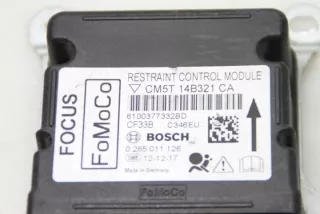 FOCUS
FoMoCo
RESTRAINT CONTROL MODULE
CM5T 14B321 CA
6100377332BD
CF33B C346EU
BOSCH
0 285 011 126
12-12-17
Made in Germany
FoMoCo